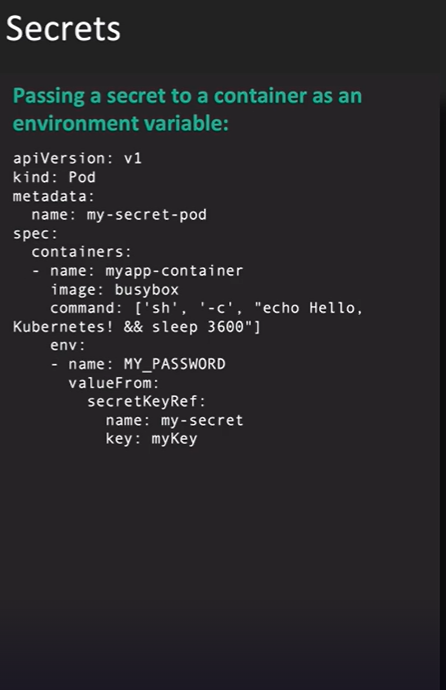 Secrets
Passing a secret to a container as an
environment variable:
apiVersion: v1
kind: Pod
metadata:
  name: my-secret-pod
spec:
  containers:
  - name: myapp-container
    image: busybox
    command: ['sh', '-c', "echo Hello,
Kubernetes! && sleep 3600"]
    env:
    - name: MY_PASSWORD
      valueFrom:
        secretKeyRef:
          name: my-secret
          key: myKey